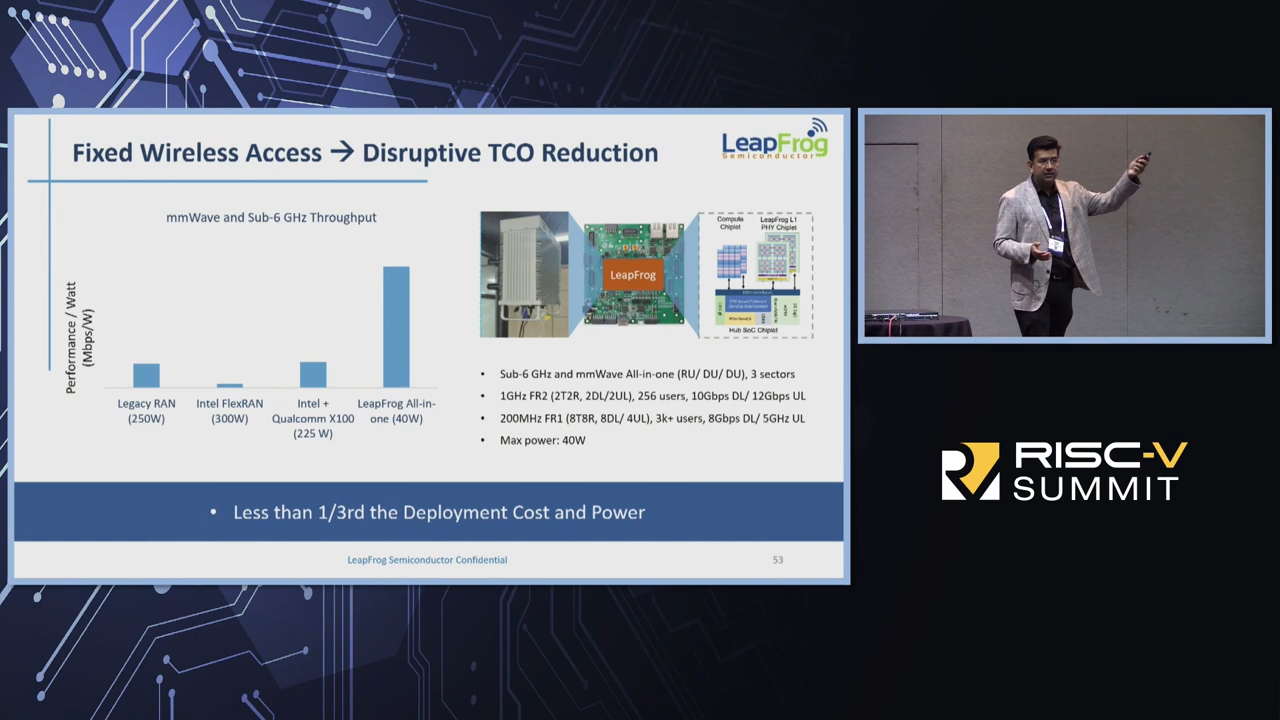 Fixed Wireless Access → Disruptive TCO Reduction
LeapFrog
Semiconductor
mmWave and Sub-6 GHz Throughput
Performance / Watt
(Mbps/W)
Legacy RAN
(250W)
Intel FlexRAN
(300W)
Intel +
Qualcomm X100
(225 W)
LeapFrog All-in-
one (40W)
LeapFrog
Compute
Chiplet
LeapFrog L1
PHY Chiplet
Hub SoC Chiplet
• Sub-6 GHz and mmWave All-in-one (RU/ DU/ DU), 3 sectors
• 1GHz FR2 (2T2R, 2DL/2UL), 256 users, 10Gbps DL/ 12Gbps UL
• 200MHz FR1 (8T8R, 8DL/ 4UL), 3k+ users, 8Gbps DL/ 5GHz UL
• Max power: 40W
• Less than 1/3rd the Deployment Cost and Power
LeapFrog Semiconductor Confidential
53
RISC-V
SUMMIT